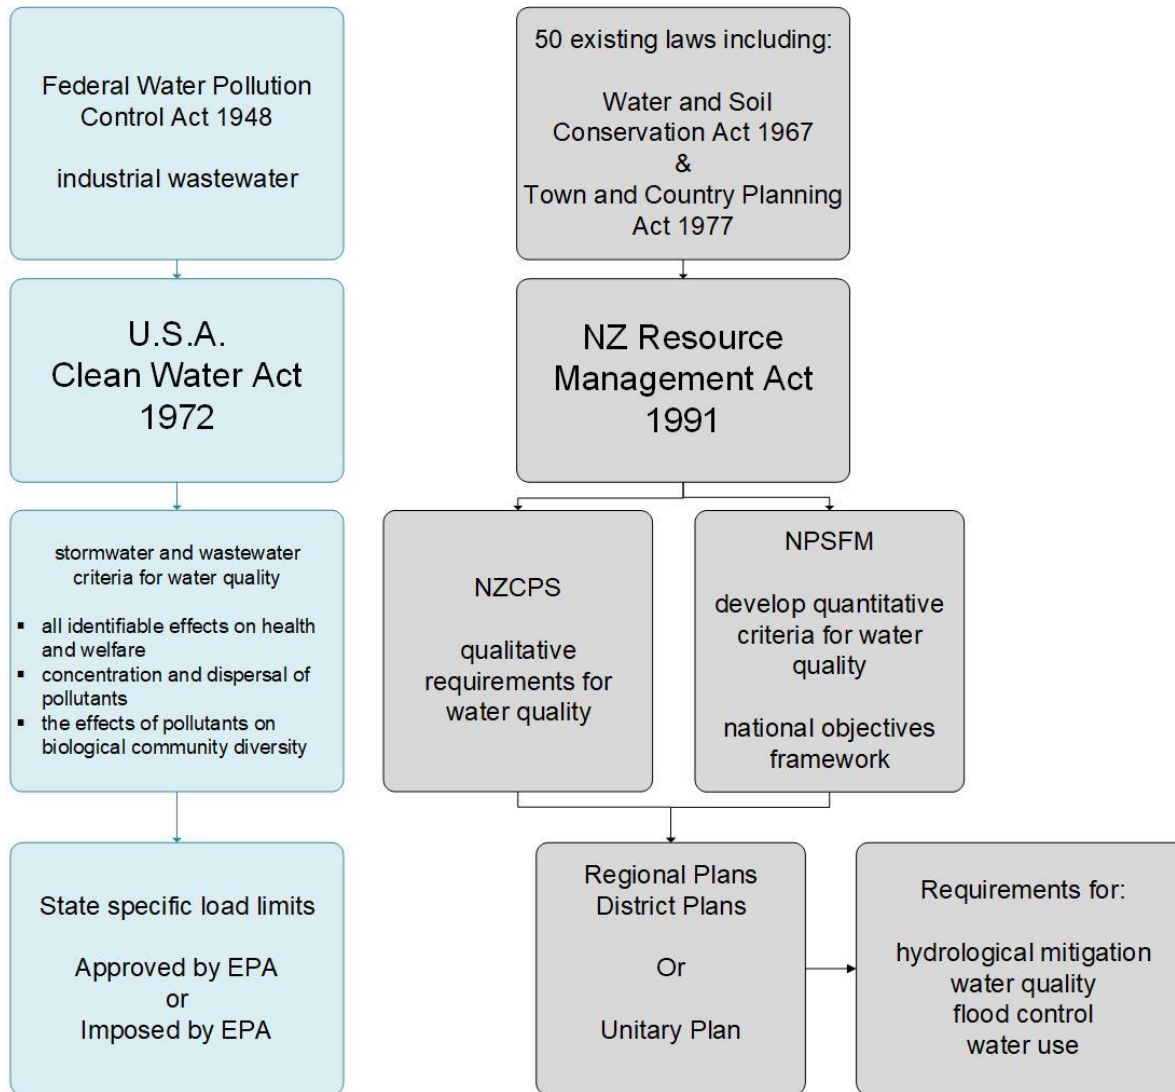 Federal Water Pollution
Control Act 1948
industrial wastewater
U.S.A.
Clean Water Act
1972
stormwater and wastewater
criteria for water quality
▪ all identifiable effects on health
and welfare
▪ concentration and dispersal of
pollutants
▪ the effects of pollutants on
biological community diversity
State specific load limits
Approved by EPA
or
Imposed by EPA
50 existing laws including:
Water and Soil
Conservation Act 1967
&
Town and Country Planning
Act 1977
NZ Resource
Management Act
1991
NZCPS
qualitative
requirements for
water quality
NPSFM
develop quantitative
criteria for water
quality
national objectives
framework
Regional Plans
District Plans
Or
Unitary Plan
Requirements for:
hydrological mitigation
water quality
flood control
water use